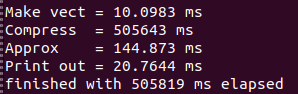 Make vect = 10.0983 ms
Compress  = 505643 ms
Approx    = 144.873 ms
Print out = 20.7644 ms
finished with 505819 ms elapsed